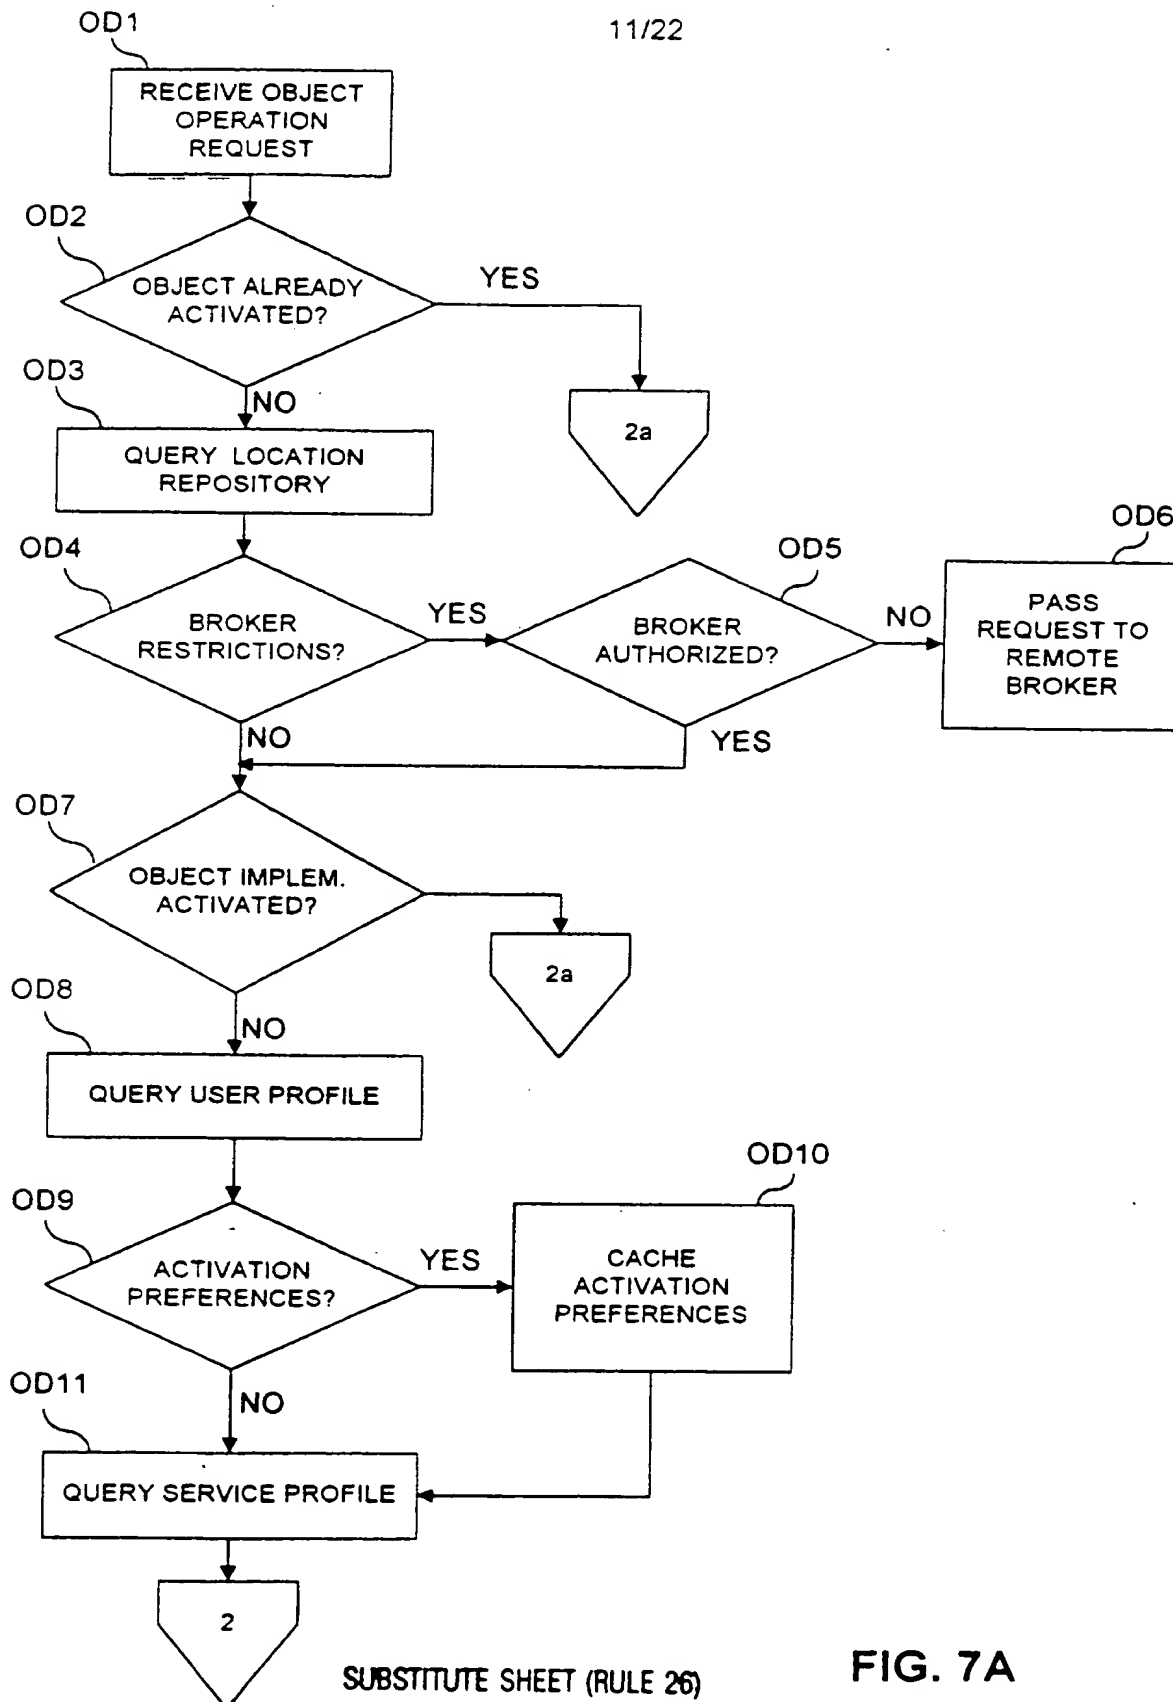 OD1
11/22
RECEIVE OBJECT
OPERATION
REQUEST
OD2
OBJECT ALREADY
ACTIVATED?
YES
NO
2a
OD3
QUERY LOCATION
REPOSITORY
OD4
BROKER
RESTRICTIONS?
YES
NO
OD5
BROKER
AUTHORIZED?
NO
YES
OD6
PASS
REQUEST TO
REMOTE
BROKER
OD7
OBJECT IMPLEM.
ACTIVATED?
2a
NO
OD8
QUERY USER PROFILE
OD9
ACTIVATION
PREFERENCES?
YES
NO
OD10
CACHE
ACTIVATION
PREFERENCES
OD11
QUERY SERVICE PROFILE
2
SUBSTITUTE SHEET (RULE 26)
FIG. 7A